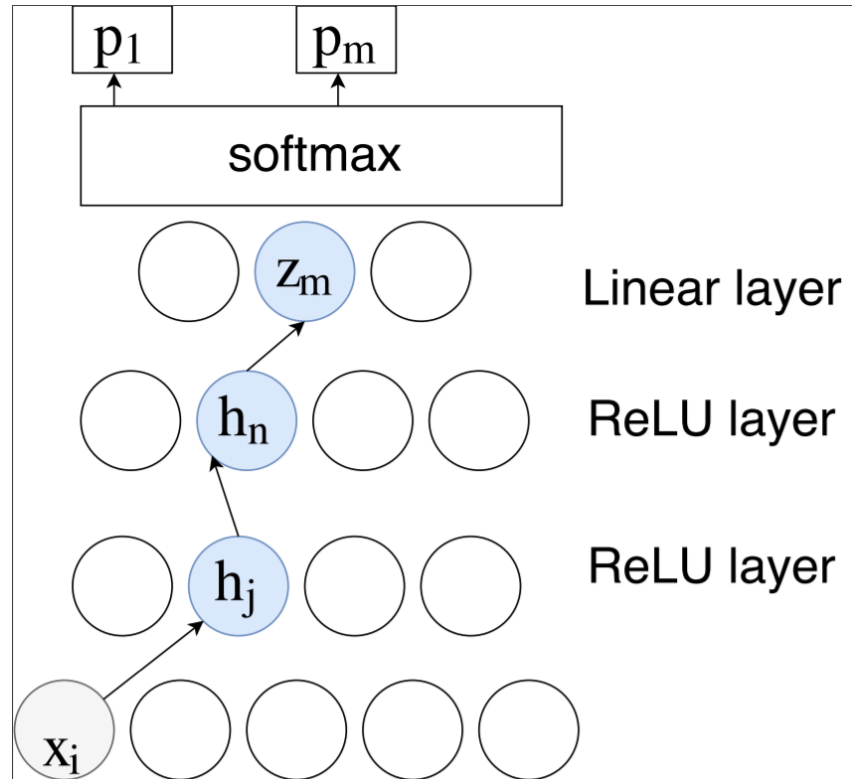 p1 pm
softmax
zm
Linear layer
hn
ReLU layer
hj
ReLU layer
xi